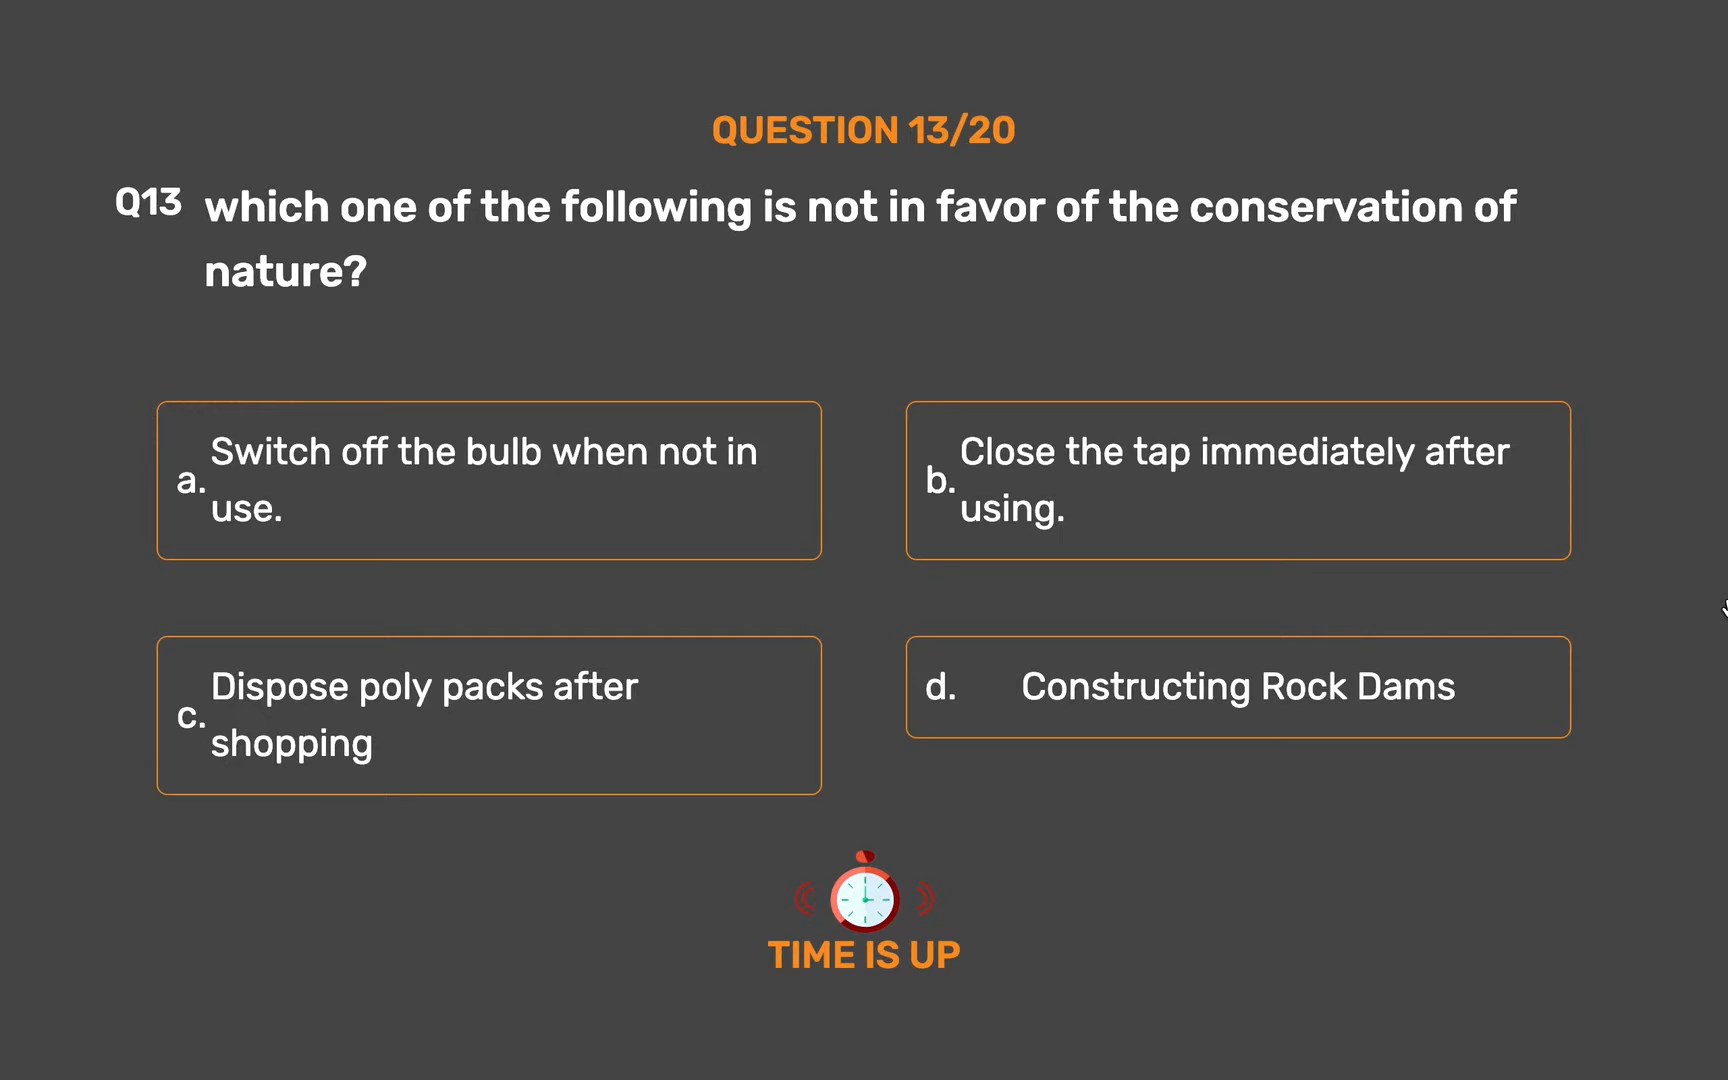 QUESTION 13/20
Q13 which one of the following is not in favor of the conservation of
nature?
a. Switch off the bulb when not in
use.
b. Close the tap immediately after
using.
c. Dispose poly packs after
shopping
d. Constructing Rock Dams
TIME IS UP